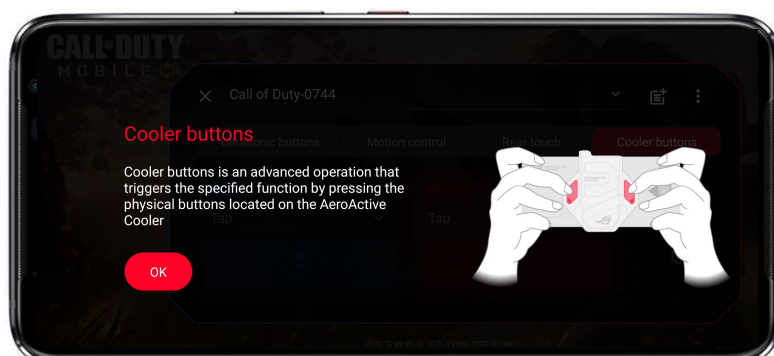 CALL OF DUTY
MOBILE
Call of Duty-0744
Cooler buttons
buttons
Motion control
Rear touch
Cooler buttons
Cooler buttons is an advanced operation that
triggers the specified function by pressing the
physical buttons located on the AeroActive
Cooler
Tap
Tap
OK